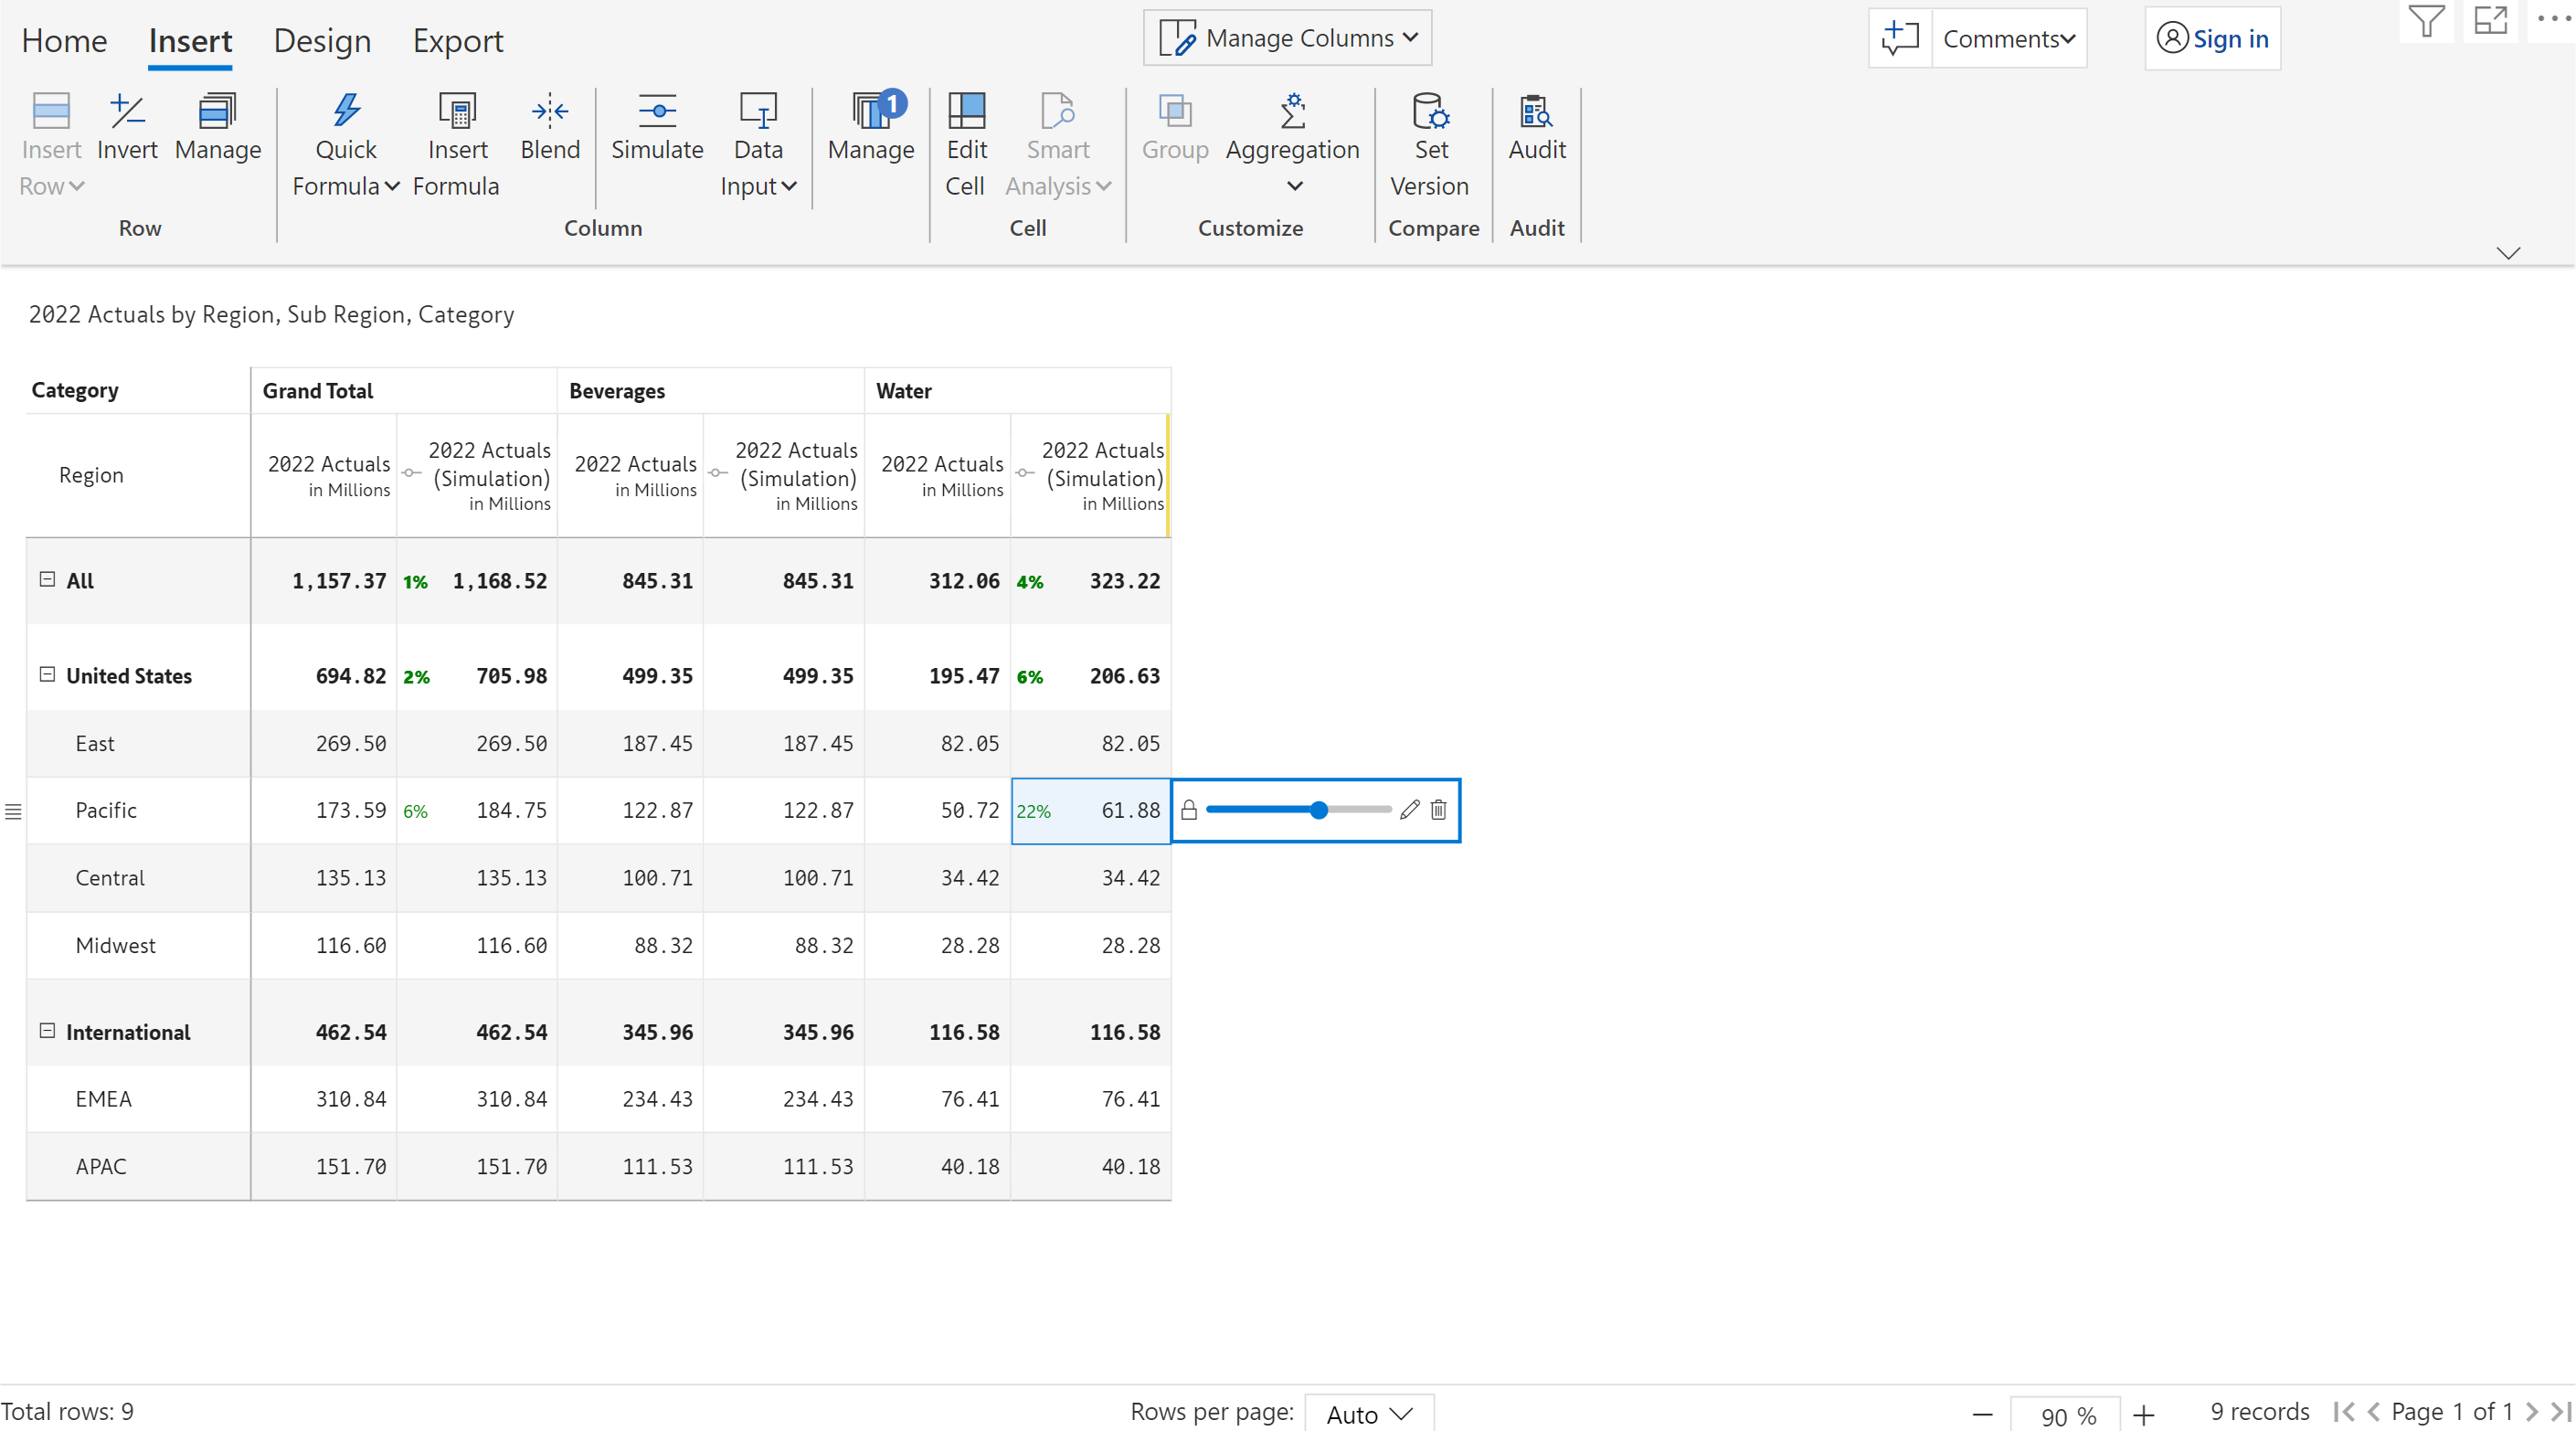 Home Insert Design Export Manage Columns Comments Sign in
1
Insert Row Invert Manage Quick Formula Insert Formula Blend Simulate Data Input Manage Edit Cell Smart Analysis Group Aggregation Set Version Audit
Row Column Cell Customize Compare Audit
2022 Actuals by Region, Sub Region, Category
Category Grand Total Beverages Water
Region 2022 Actuals in Millions 2022 Actuals (Simulation) in Millions 2022 Actuals in Millions 2022 Actuals (Simulation) in Millions 2022 Actuals in Millions 2022 Actuals (Simulation) in Millions
All 1,157.37 1% 1,168.52 845.31 845.31 312.06 4% 323.22
United States 694.82 2% 705.98 499.35 499.35 195.47 6% 206.63
East 269.50 269.50 187.45 187.45 82.05 82.05
Pacific 173.59 6% 184.75 122.87 122.87 50.72 22% 61.88
Central 135.13 135.13 100.71 100.71 34.42 34.42
Midwest 116.60 116.60 88.32 88.32 28.28 28.28
International 462.54 462.54 345.96 345.96 116.58 116.58
EMEA 310.84 310.84 234.43 234.43 76.41 76.41
APAC 151.70 151.70 111.53 111.53 40.18 40.18
Total rows: 9 Rows per page: Auto 90 % 9 records Page 1 of 1